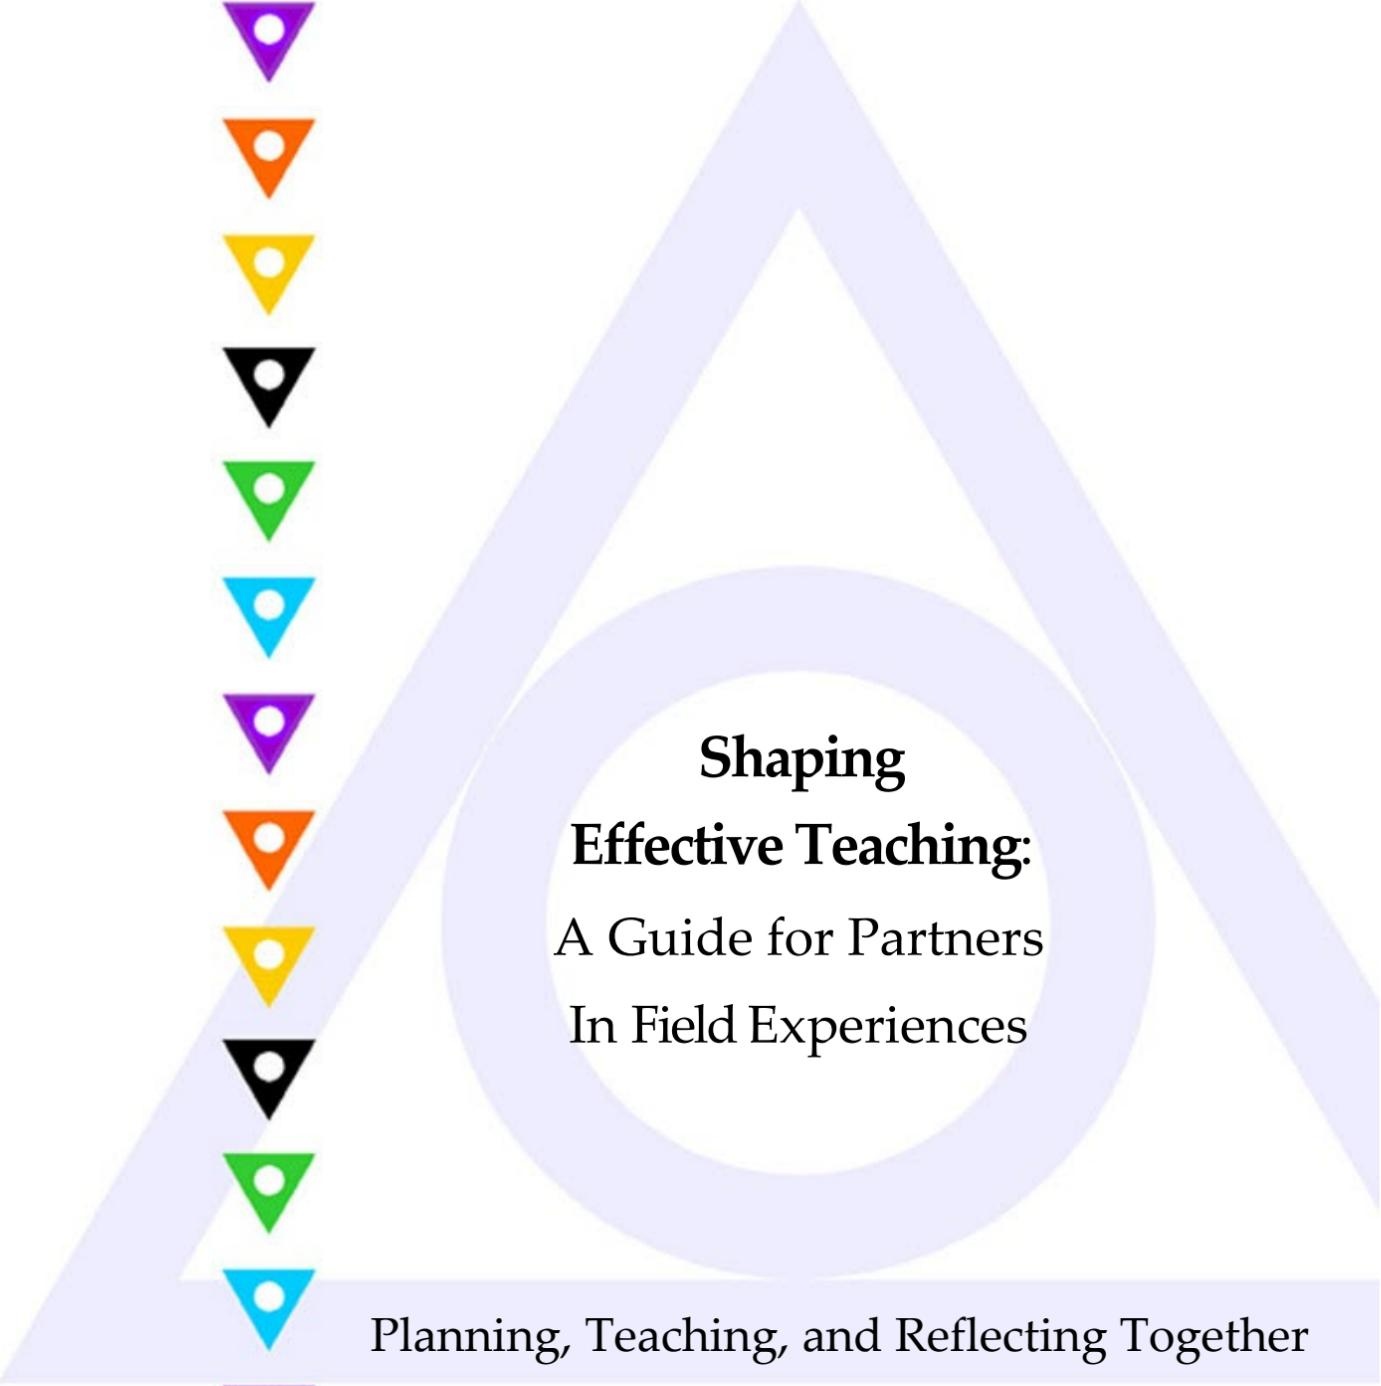 Shaping
Effective Teaching:
A Guide for Partners
In Field Experiences
Planning, Teaching, and Reflecting Together